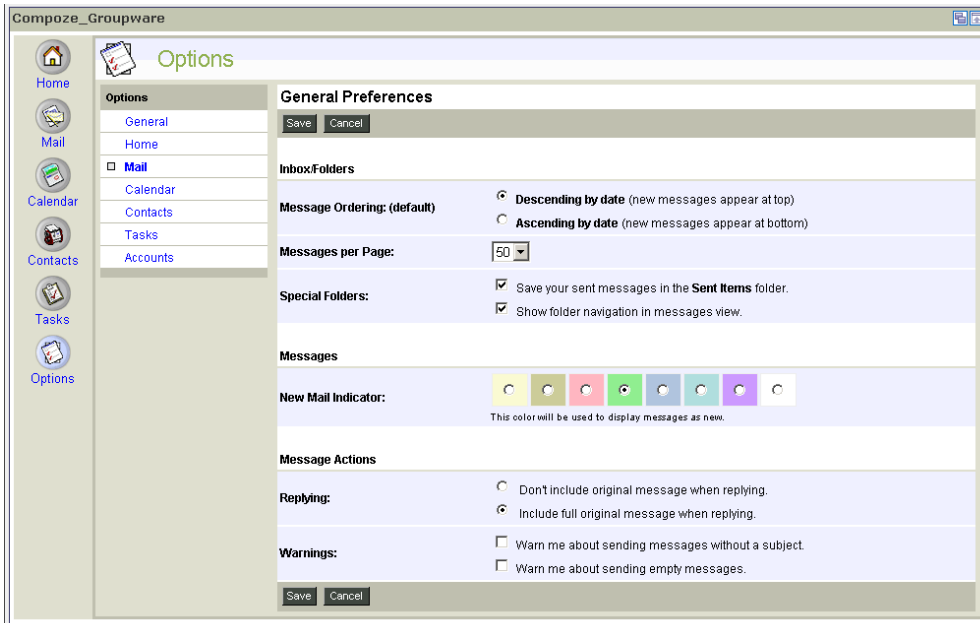 Compoze_Groupware
Home
Mail
Calendar
Contacts
Tasks
Options
Options
Options
General
Home
Mail
Calendar
Contacts
Tasks
Accounts
General Preferences
Save Cancel
Inbox/Folders
Message Ordering: (default)
Descending by date (new messages appear at top)
Ascending by date (new messages appear at bottom)
Messages per Page: 50
Special Folders:
Save your sent messages in the Sent Items folder.
Show folder navigation in messages view.
Messages
New Mail Indicator:
This color will be used to display messages as new.
Message Actions
Replying:
Don't include original message when replying.
Include full original message when replying.
Warnings:
Warn me about sending messages without a subject.
Warn me about sending empty messages.
Save Cancel